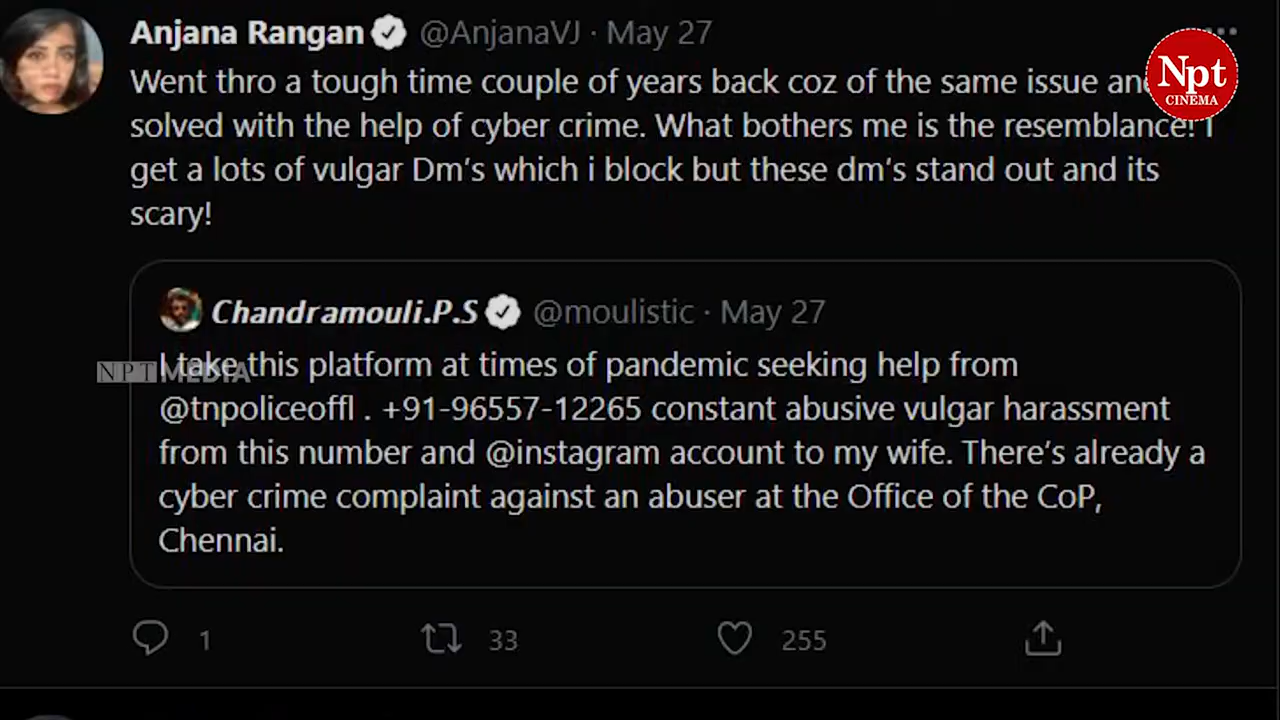 Anjana Rangan @AnjanaVJ · May 27
Npt
CINEMA
Went thro a tough time couple of years back coz of the same issue and
solved with the help of cyber crime. What bothers me is the resemblance! I
get a lots of vulgar Dm's which i block but these dm's stand out and its
scary!
Chandramouli.P.S @moulistic · May 27
I take this platform at times of pandemic seeking help from
NPTMEDIA
@tnpoliceoffl . +91-96557-12265 constant abusive vulgar harassment
from this number and @instagram account to my wife. There's already a
cyber crime complaint against an abuser at the Office of the CoP,
Chennai.
1 33 255